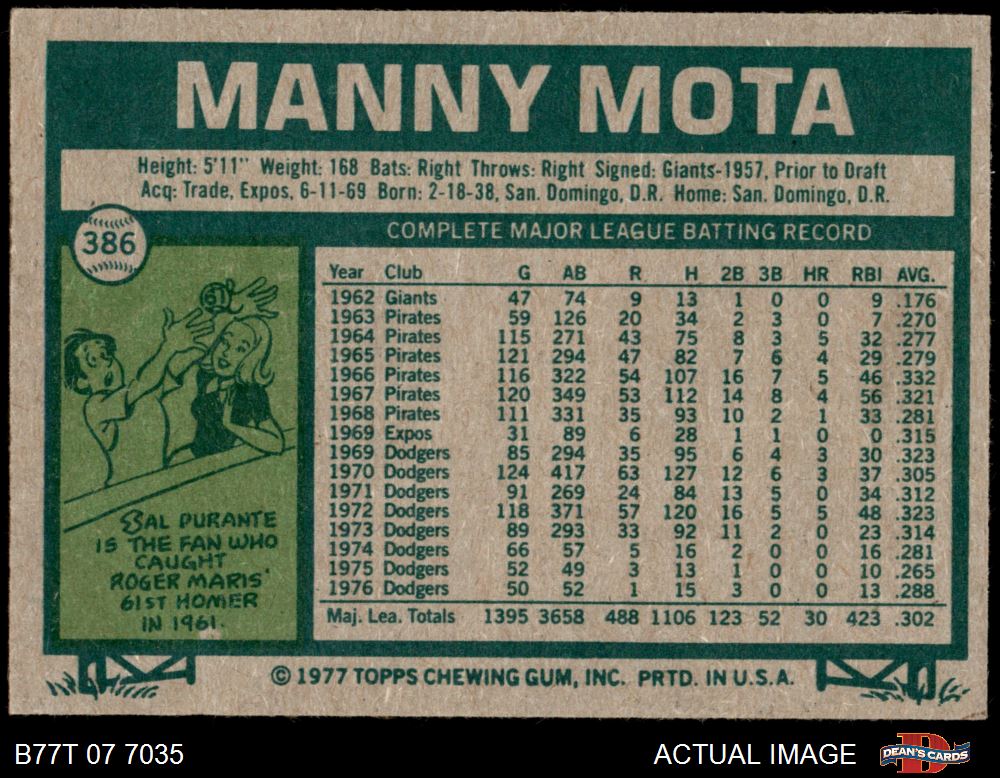 MANNY MOTA
Height: 5'11" Weight: 168 Bats: Right Throws: Right Signed: Giants-1957, Prior to Draft
Acq: Trade, Expos, 6-11-69 Born: 2-18-38, San. Domingo, D.R. Home: San. Domingo, D.R.
386
COMPLETE MAJOR LEAGUE BATTING RECORD
Year Club G AB R H 2B 3B HR RBI AVG.
1962 Giants 47 74 9 13 1 0 0 9 .176
1963 Pirates 59 126 20 34 2 3 0 7 .270
1964 Pirates 115 271 43 75 8 3 5 32 .277
1965 Pirates 121 294 47 82 7 6 4 29 .279
1966 Pirates 116 322 54 107 16 7 5 46 .332
1967 Pirates 120 349 53 112 14 8 4 56 .321
1968 Pirates 111 331 35 93 10 2 1 33 .281
1969 Expos 31 89 6 28 1 1 0 0 .315
1969 Dodgers 85 294 35 95 6 4 3 30 .323
1970 Dodgers 124 417 63 127 12 6 3 37 .305
1971 Dodgers 91 269 24 84 13 5 0 34 .312
1972 Dodgers 118 371 57 120 16 5 5 48 .323
1973 Dodgers 89 293 33 92 11 2 0 23 .314
1974 Dodgers 66 57 5 16 2 0 0 16 .281
1975 Dodgers 52 49 3 13 1 0 0 10 .265
1976 Dodgers 50 52 1 15 3 0 0 13 .288
Maj. Lea. Totals 1395 3658 488 1106 123 52 30 423 .302
61
SAL PURANTE
IS THE FAN WHO
CAUGHT
ROGER MARIS'
61ST HOMER
IN 1961.
© 1977 TOPPS CHEWING GUM, INC. PRTD. IN U.S.A.
B77T 07 7035
ACTUAL IMAGE
D
DEAN'S CARDS